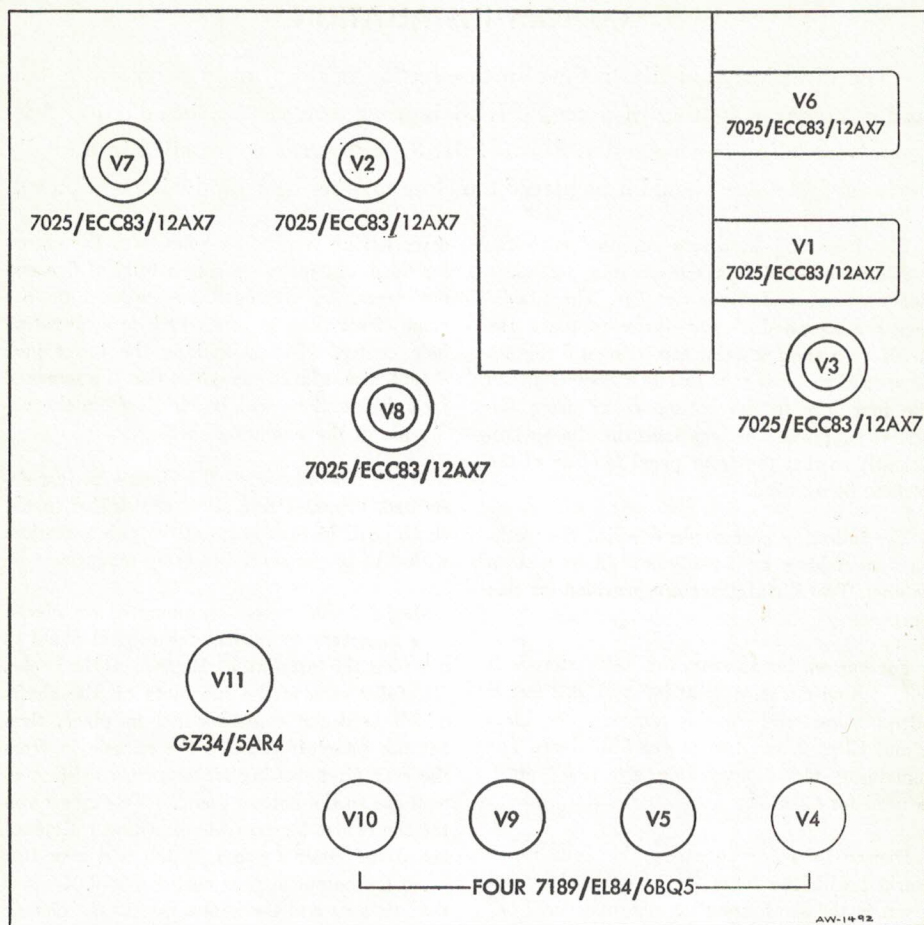 V6
7025/ECC83/12AX7
V7
7025/ECC83/12AX7
V2
7025/ECC83/12AX7
V1
7025/ECC83/12AX7
V3
7025/ECC83/12AX7
V8
7025/ECC83/12AX7
V11
GZ34/5AR4
V10
V9
V5
V4
FOUR 7189/EL84/6BQ5
AW-1492